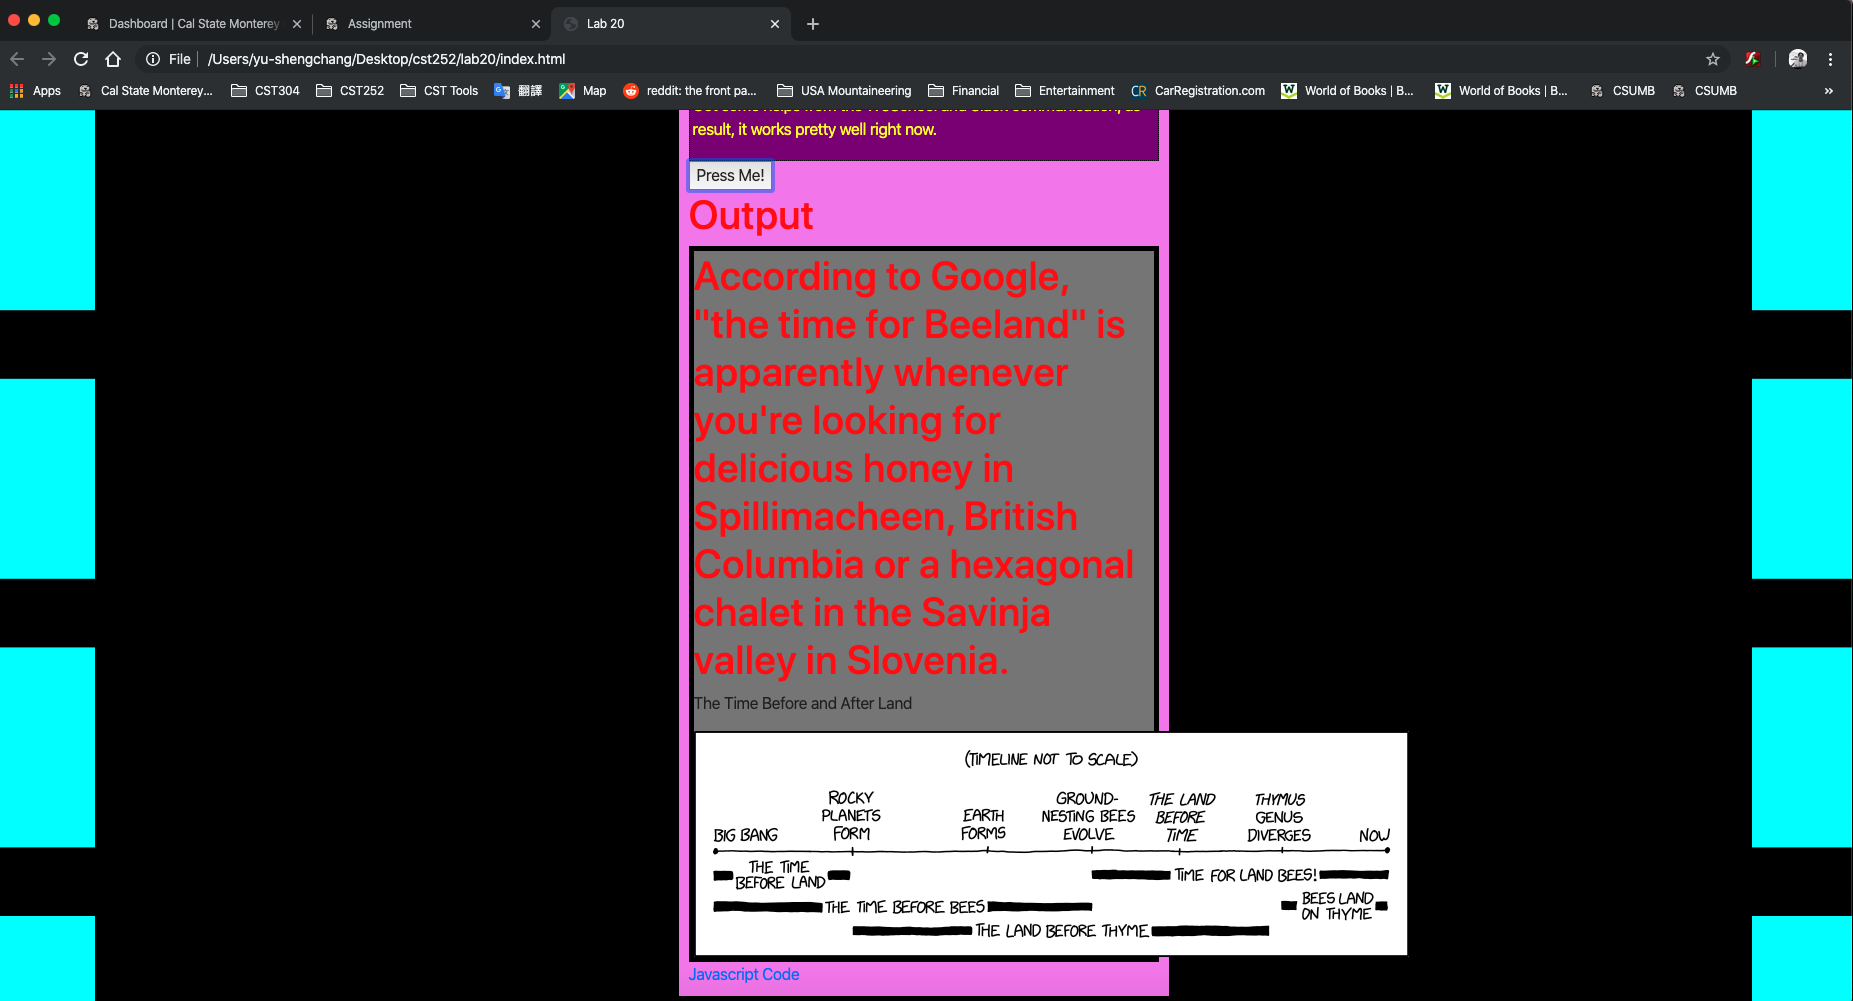 Dashboard | Cal State Monterey
Assignment
Lab 20
File /Users/yu-shengchang/Desktop/cst252/lab20/index.html
Apps Cal State Monterey... CST304 CST252 CST Tools 翻譯 Map reddit: the front pa... USA Mountaineering Financial Entertainment CarRegistration.com World of Books | B... World of Books | B... CSUMB CSUMB »
result, it works pretty well right now.
Press Me!
Output
According to Google,
"the time for Beeland" is
apparently whenever
you're looking for
delicious honey in
Spillimacheen, British
Columbia or a hexagonal
chalet in the Savinja
valley in Slovenia.
The Time Before and After Land
(TIMELINE NOT TO SCALE)
BIG BANG
ROCKY
PLANETS
FORM
EARTH
FORMS
GROUND-
NESTING BEES
EVOLVE
THE LAND
BEFORE
TIME
THYMUS
GENUS
DIVERGES
NOW
THE TIME
BEFORE LAND
TIME FOR LAND BEES!
THE TIME BEFORE BEES
BEES LAND
ON THYME
THE LAND BEFORE THYME
Javascript Code